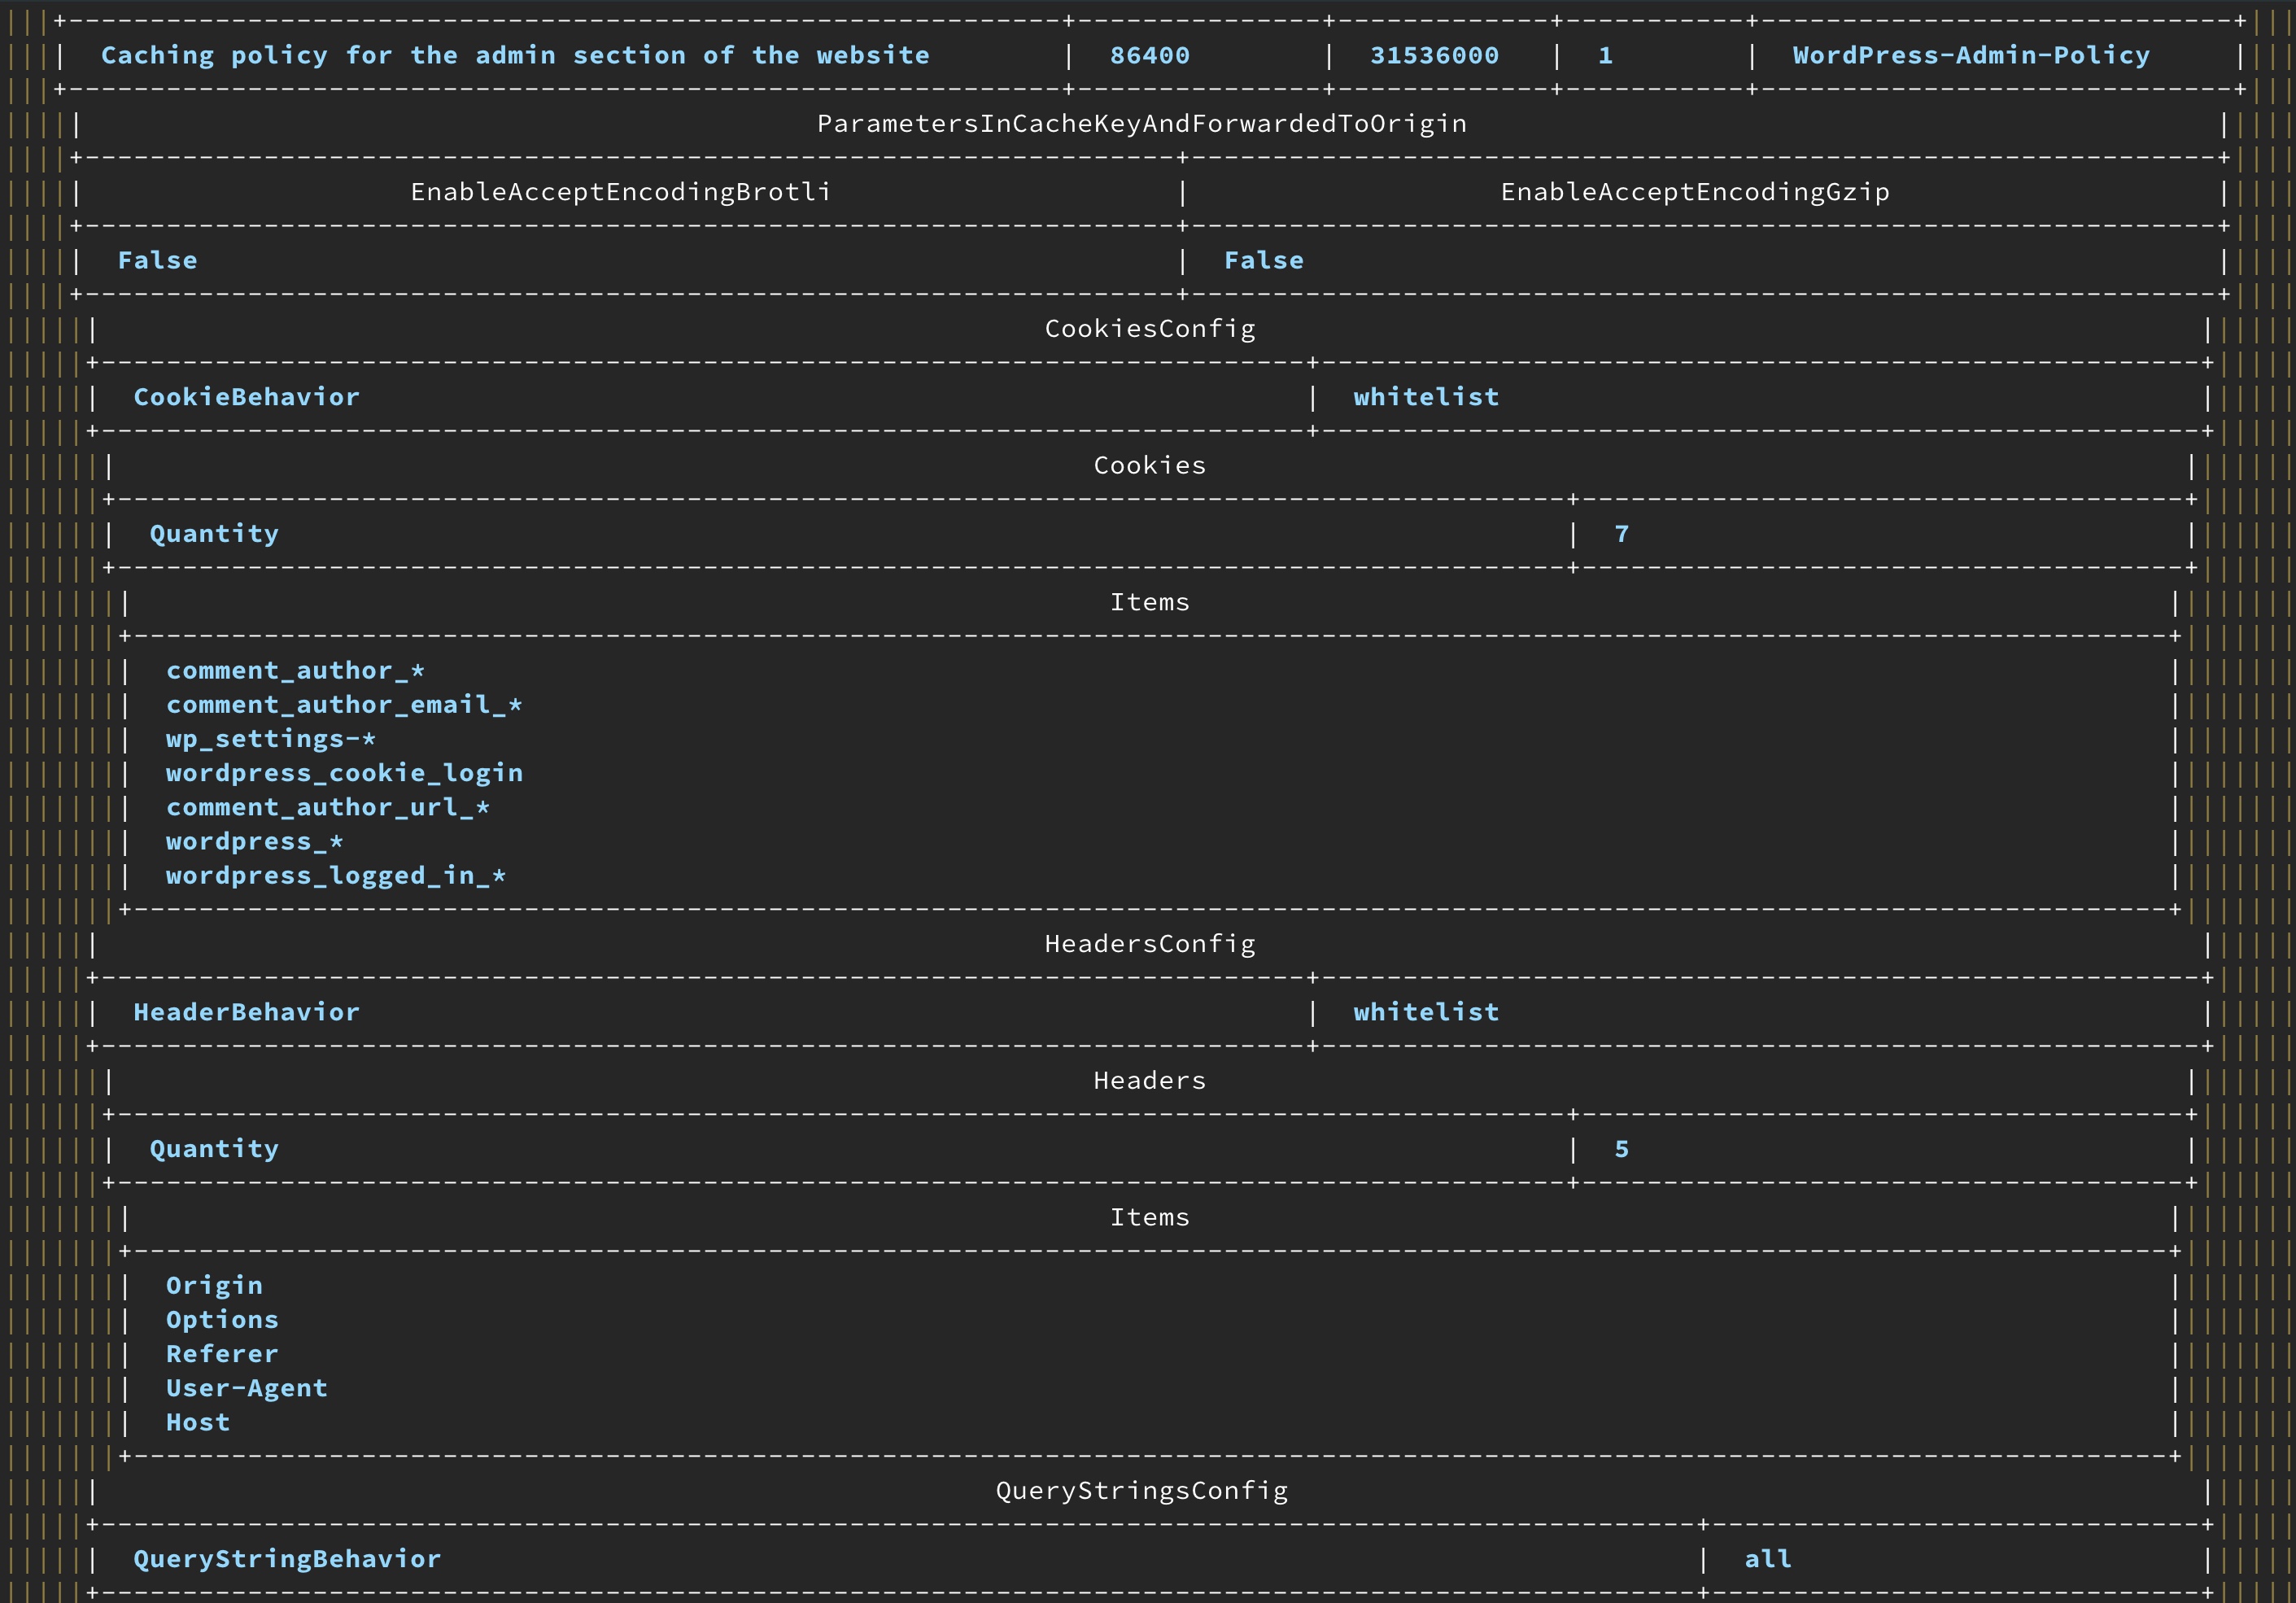 Caching policy for the admin section of the website | 86400 | 31536000 | 1 | WordPress-Admin-Policy
ParametersInCacheKeyAndForwardedToOrigin
EnableAcceptEncodingBrotli | EnableAcceptEncodingGzip
False | False
CookiesConfig
CookieBehavior | whitelist
Cookies
Quantity | 7
Items
comment_author_*
comment_author_email_*
wp_settings-*
wordpress_cookie_login
comment_author_url_*
wordpress_*
wordpress_logged_in_*
HeadersConfig
HeaderBehavior | whitelist
Headers
Quantity | 5
Items
Origin
Options
Referer
User-Agent
Host
QueryStringsConfig
QueryStringBehavior | all